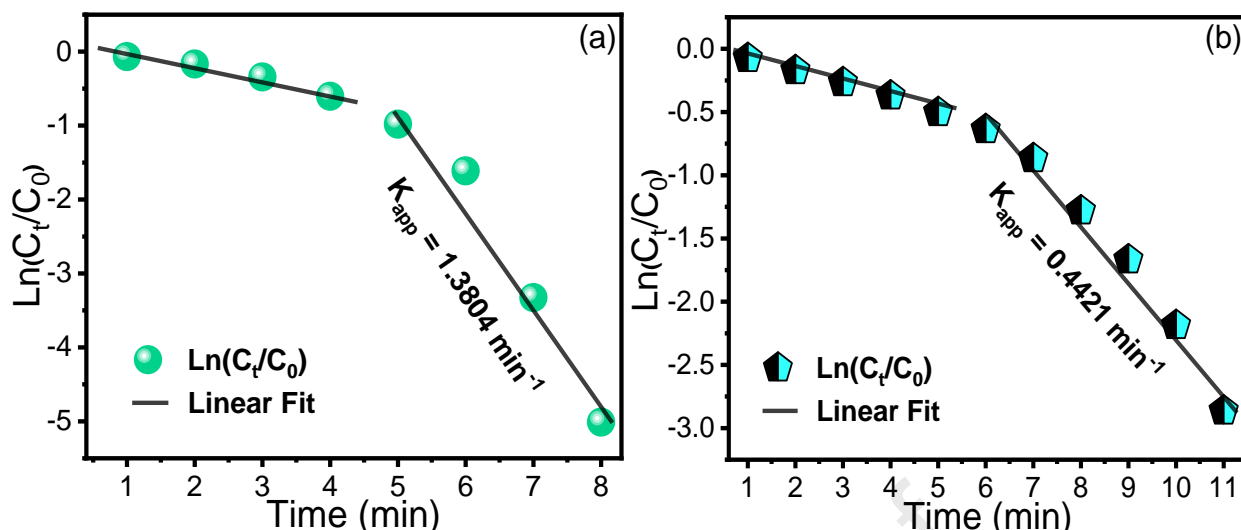 (a)
0
-1
-2
-3
-4
-5
Ln(Cₜ/C₀)
K_app = 1.3804 min⁻¹
Ln(Cₜ/C₀)
Linear Fit
1 2 3 4 5 6 7 8
Time (min)
(b)
0.0
-0.5
-1.0
-1.5
-2.0
-2.5
-3.0
Ln(Cₜ/C₀)
K_app = 0.4421 min⁻¹
Ln(Cₜ/C₀)
Linear Fit
1 2 3 4 5 6 7 8 9 10 11
Time (min)